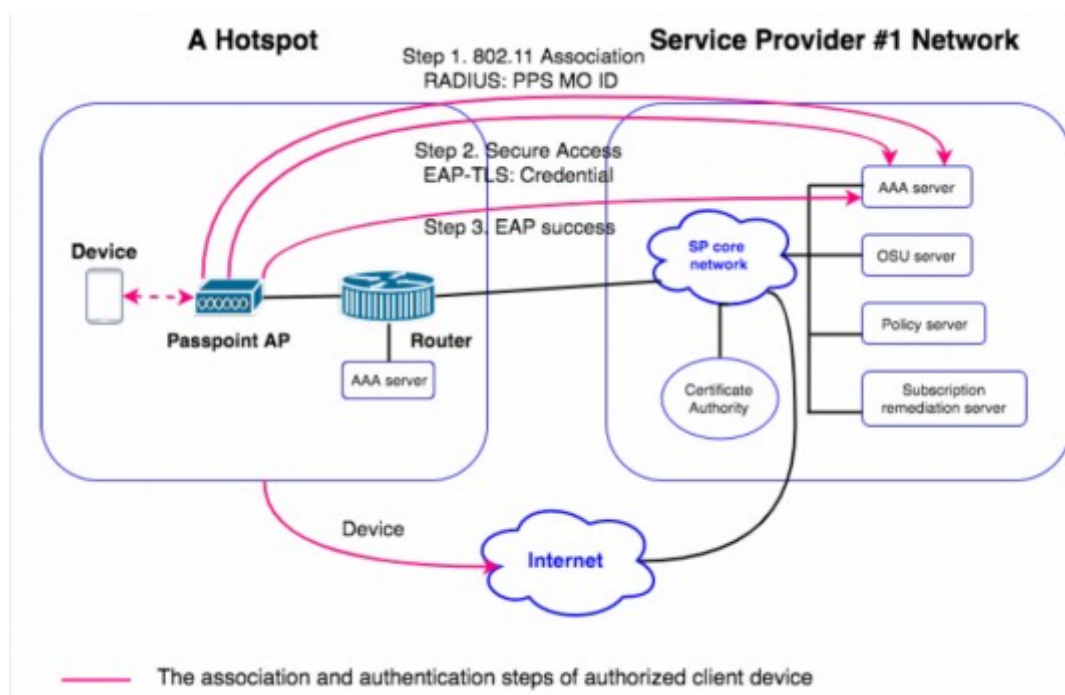 A Hotspot
Service Provider #1 Network
Step 1. 802.11 Association
RADIUS: PPS MO ID
Step 2. Secure Access
EAP-TLS: Credential
Step 3. EAP success
AAA server
SP core
network
OSU server
Device
Passpoint AP
Router
Policy server
AAA server
Certificate
Authority
Subscription
remediation server
Device
Internet
The association and authentication steps of authorized client device